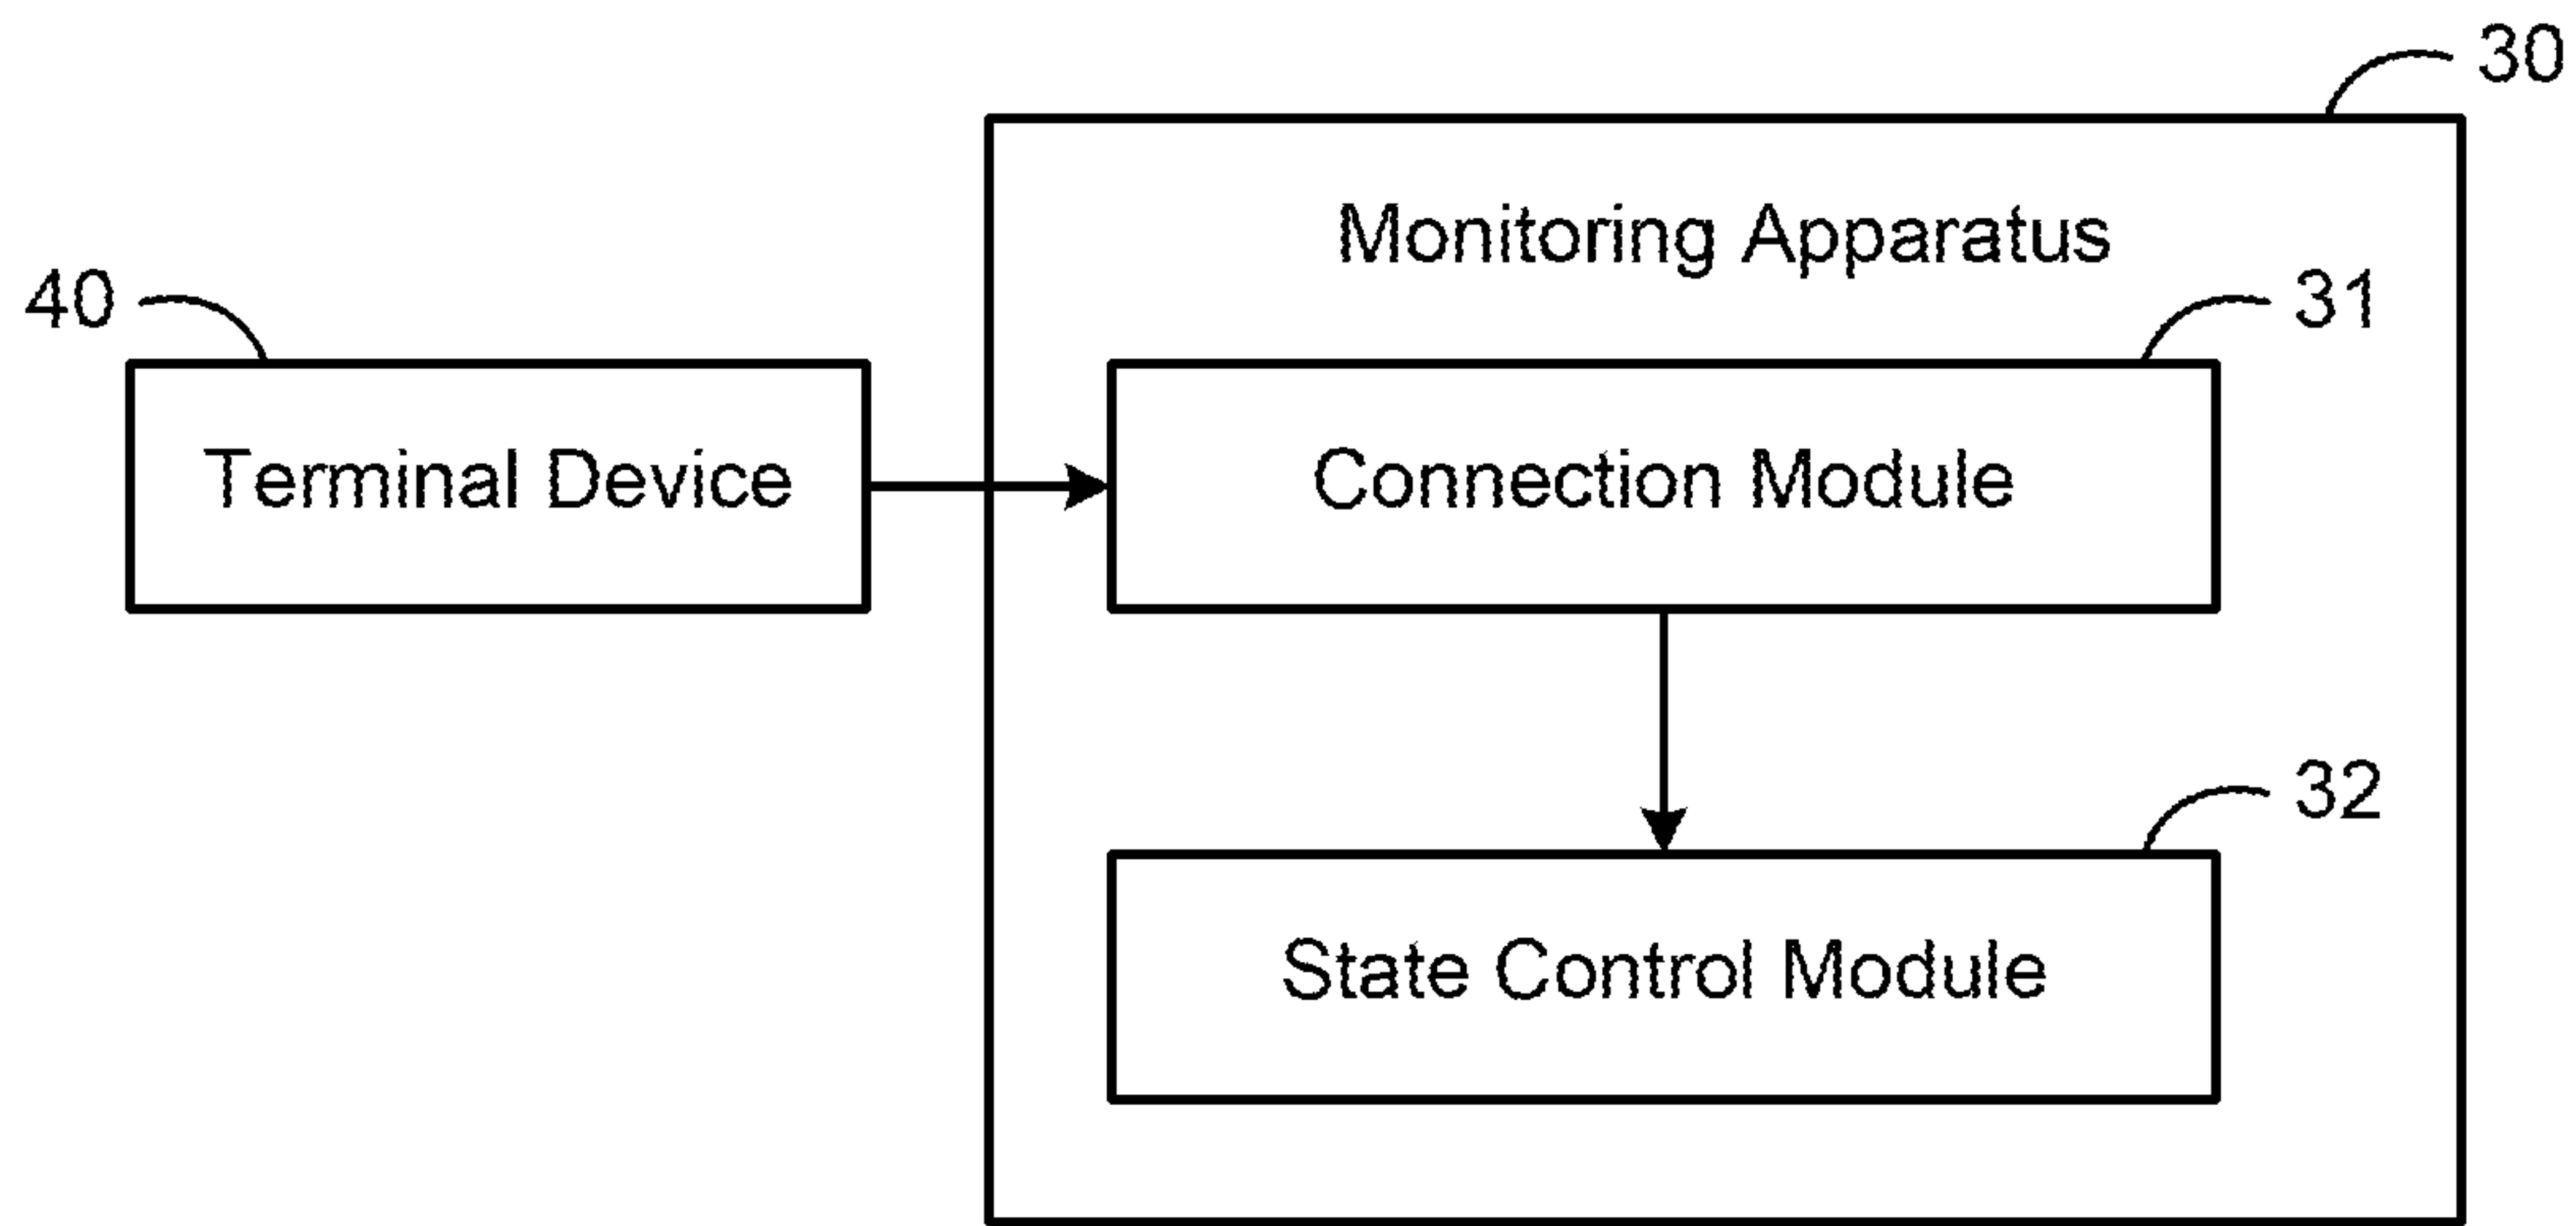 30
Monitoring Apparatus
40
31
Terminal Device
Connection Module
32
State Control Module